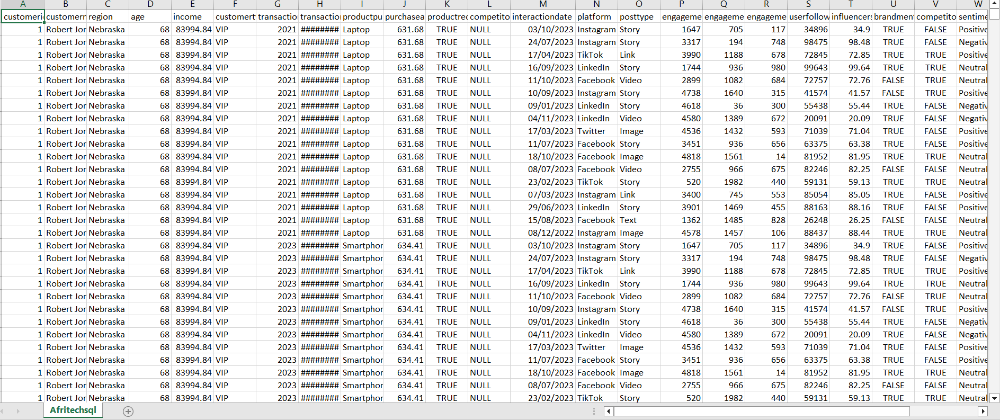 A B C D E F G H I J K L M N O P Q R S T U V W
customeri customern region age income customert transactio transactio productpu purchasea productrec competito interactiondate platform posttype engageme engageme engageme userfollow influencers brandment competito sentime
1 Robert Jor Nebraska 68 83994.84 VIP 2021 ######## Laptop 631.68 TRUE NULL 03/10/2023 Instagram Story 1647 705 117 34896 34.9 TRUE FALSE Positive
1 Robert Jor Nebraska 68 83994.84 VIP 2021 ######## Laptop 631.68 TRUE NULL 24/07/2023 Instagram Story 3317 194 748 98475 98.48 TRUE FALSE Negativ
1 Robert Jor Nebraska 68 83994.84 VIP 2021 ######## Laptop 631.68 TRUE NULL 17/04/2023 TikTok Link 3990 1188 678 72845 72.85 TRUE TRUE Positive
1 Robert Jor Nebraska 68 83994.84 VIP 2021 ######## Laptop 631.68 TRUE NULL 16/09/2023 LinkedIn Story 1744 936 980 99643 99.64 TRUE TRUE Neutral
1 Robert Jor Nebraska 68 83994.84 VIP 2021 ######## Laptop 631.68 TRUE NULL 11/10/2023 Facebook Video 2899 1082 684 72757 72.76 FALSE TRUE Neutral
1 Robert Jor Nebraska 68 83994.84 VIP 2021 ######## Laptop 631.68 TRUE NULL 10/09/2023 Instagram Story 4738 1640 315 41574 41.57 FALSE TRUE Positive
1 Robert Jor Nebraska 68 83994.84 VIP 2021 ######## Laptop 631.68 TRUE NULL 09/01/2023 LinkedIn Story 4618 36 300 55438 55.44 TRUE FALSE Negativ
1 Robert Jor Nebraska 68 83994.84 VIP 2021 ######## Laptop 631.68 TRUE NULL 04/11/2023 LinkedIn Video 4580 1389 672 20091 20.09 TRUE FALSE Negativ
1 Robert Jor Nebraska 68 83994.84 VIP 2021 ######## Laptop 631.68 TRUE NULL 17/03/2023 Twitter Image 4536 1432 593 71039 71.04 TRUE FALSE Positive
1 Robert Jor Nebraska 68 83994.84 VIP 2021 ######## Laptop 631.68 TRUE NULL 11/07/2023 Facebook Story 3451 936 656 63375 63.38 TRUE FALSE Positive
1 Robert Jor Nebraska 68 83994.84 VIP 2021 ######## Laptop 631.68 TRUE NULL 18/10/2023 Facebook Image 4818 1561 14 81952 81.95 TRUE TRUE Neutral
1 Robert Jor Nebraska 68 83994.84 VIP 2021 ######## Laptop 631.68 TRUE NULL 08/07/2023 Facebook Video 2755 966 675 82246 82.25 FALSE FALSE Neutral
1 Robert Jor Nebraska 68 83994.84 VIP 2021 ######## Laptop 631.68 TRUE NULL 23/02/2023 TikTok Story 520 1982 440 59131 59.13 TRUE TRUE Neutral
1 Robert Jor Nebraska 68 83994.84 VIP 2021 ######## Laptop 631.68 TRUE NULL 07/03/2023 Instagram Link 3400 745 553 85054 85.05 TRUE FALSE Positive
1 Robert Jor Nebraska 68 83994.84 VIP 2021 ######## Laptop 631.68 TRUE NULL 29/06/2023 LinkedIn Story 3901 1469 455 88163 88.16 TRUE FALSE Positive
1 Robert Jor Nebraska 68 83994.84 VIP 2021 ######## Laptop 631.68 TRUE NULL 15/08/2023 Facebook Text 1362 1485 828 26248 26.25 FALSE FALSE Neutral
1 Robert Jor Nebraska 68 83994.84 VIP 2021 ######## Laptop 631.68 TRUE NULL 08/12/2022 Instagram Image 4578 1457 106 88437 88.44 TRUE TRUE Neutral
1 Robert Jor Nebraska 68 83994.84 VIP 2023 ######## Smartphor 634.41 TRUE NULL 03/10/2023 Instagram Story 1647 705 117 34896 34.9 TRUE FALSE Positive
1 Robert Jor Nebraska 68 83994.84 VIP 2023 ######## Smartphor 634.41 TRUE NULL 24/07/2023 Instagram Story 3317 194 748 98475 98.48 TRUE FALSE Negativ
1 Robert Jor Nebraska 68 83994.84 VIP 2023 ######## Smartphor 634.41 TRUE NULL 17/04/2023 TikTok Link 3990 1188 678 72845 72.85 TRUE TRUE Positive
1 Robert Jor Nebraska 68 83994.84 VIP 2023 ######## Smartphor 634.41 TRUE NULL 16/09/2023 LinkedIn Story 1744 936 980 99643 99.64 TRUE TRUE Neutral
1 Robert Jor Nebraska 68 83994.84 VIP 2023 ######## Smartphor 634.41 TRUE NULL 11/10/2023 Facebook Video 2899 1082 684 72757 72.76 FALSE TRUE Neutral
1 Robert Jor Nebraska 68 83994.84 VIP 2023 ######## Smartphor 634.41 TRUE NULL 10/09/2023 Instagram Story 4738 1640 315 41574 41.57 FALSE TRUE Positive
1 Robert Jor Nebraska 68 83994.84 VIP 2023 ######## Smartphor 634.41 TRUE NULL 09/01/2023 LinkedIn Story 4618 36 300 55438 55.44 TRUE FALSE Negativ
1 Robert Jor Nebraska 68 83994.84 VIP 2023 ######## Smartphor 634.41 TRUE NULL 04/11/2023 LinkedIn Video 4580 1389 672 20091 20.09 TRUE FALSE Negativ
1 Robert Jor Nebraska 68 83994.84 VIP 2023 ######## Smartphor 634.41 TRUE NULL 17/03/2023 Twitter Image 4536 1432 593 71039 71.04 TRUE FALSE Positive
1 Robert Jor Nebraska 68 83994.84 VIP 2023 ######## Smartphor 634.41 TRUE NULL 11/07/2023 Facebook Story 3451 936 656 63375 63.38 TRUE FALSE Positive
1 Robert Jor Nebraska 68 83994.84 VIP 2023 ######## Smartphor 634.41 TRUE NULL 18/10/2023 Facebook Image 4818 1561 14 81952 81.95 TRUE TRUE Neutral
1 Robert Jor Nebraska 68 83994.84 VIP 2023 ######## Smartphor 634.41 TRUE NULL 08/07/2023 Facebook Video 2755 966 675 82246 82.25 FALSE FALSE Neutral
1 Robert Jor Nebraska 68 83994.84 VIP 2023 ######## Smartphor 634.41 TRUE NULL 23/02/2023 TikTok Story 520 1982 440 59131 59.13 TRUE TRUE Neutral
Afritechsql